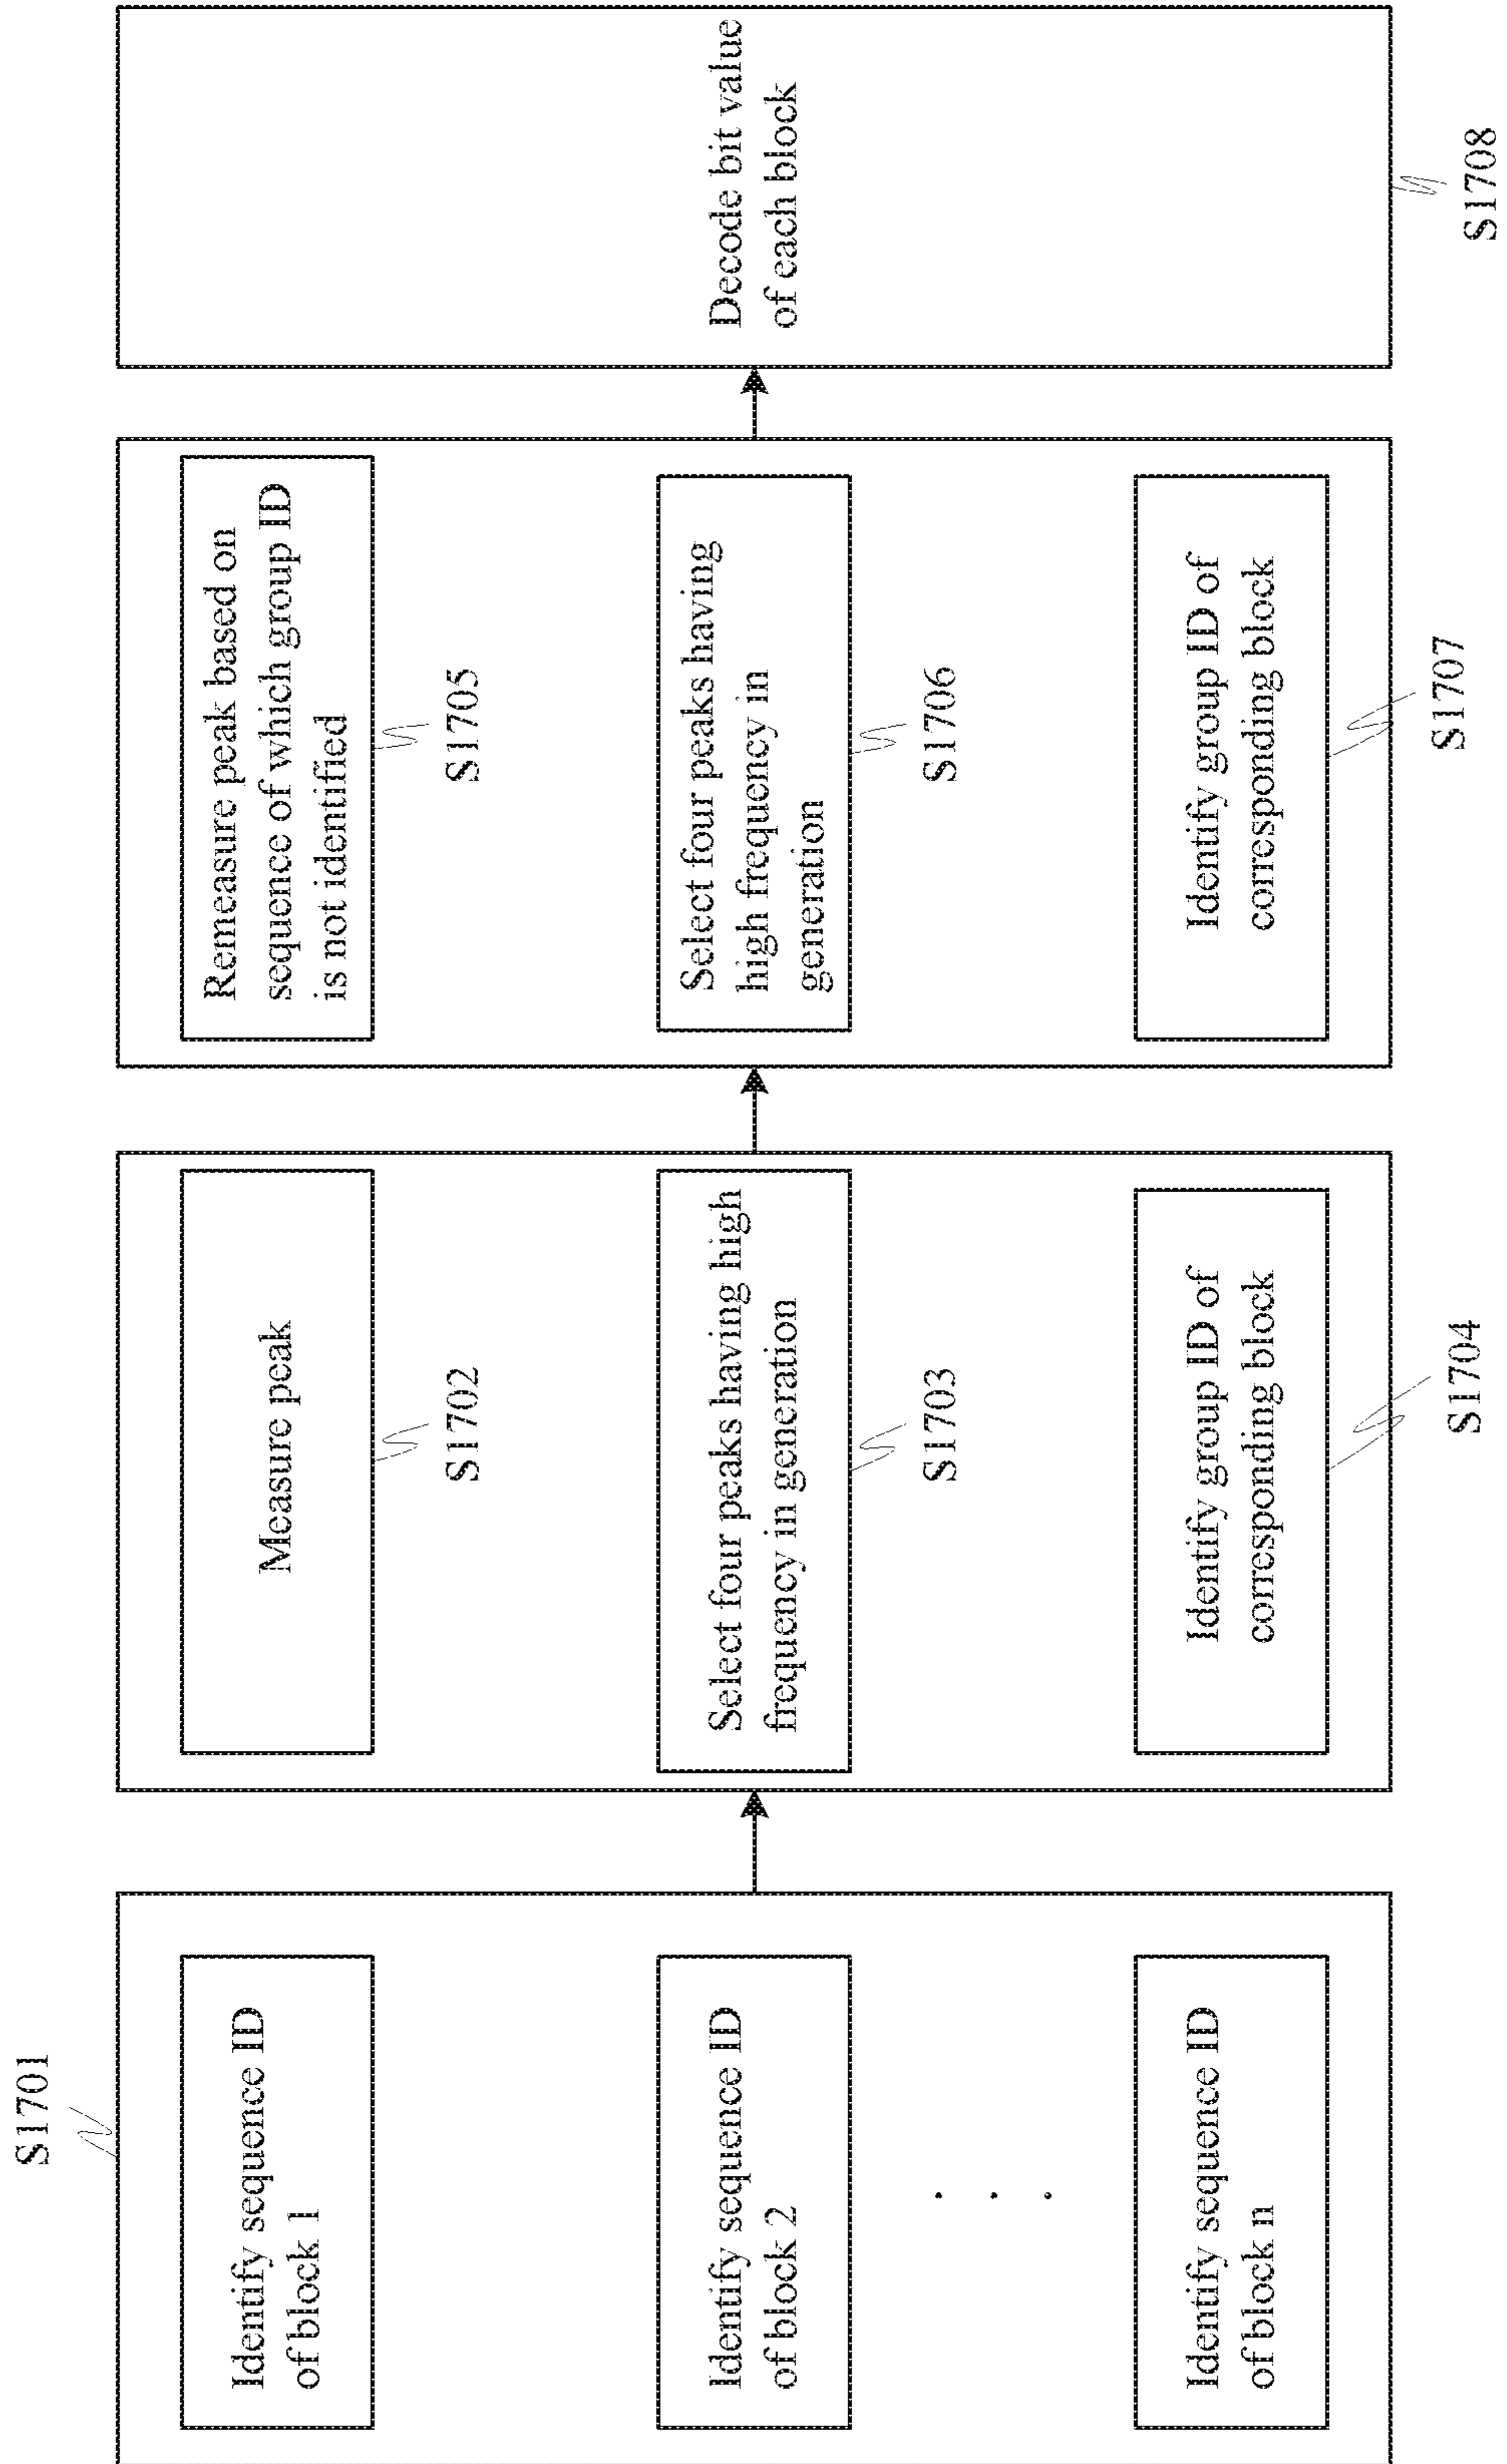 S1701
Identify sequence ID
of block 1
Identify sequence ID
of block 2
. . .
Identify sequence ID
of block n
Measure peak
S1702
Select four peaks having high
frequency in generation
S1703
Identify group ID of
corresponding block
S1704
Remeasure peak based on
sequence of which group ID
is not identified
S1705
Select four peaks having
high frequency in
generation
S1706
Identify group ID of
corresponding block
S1707
Decode bit value
of each block
S1708